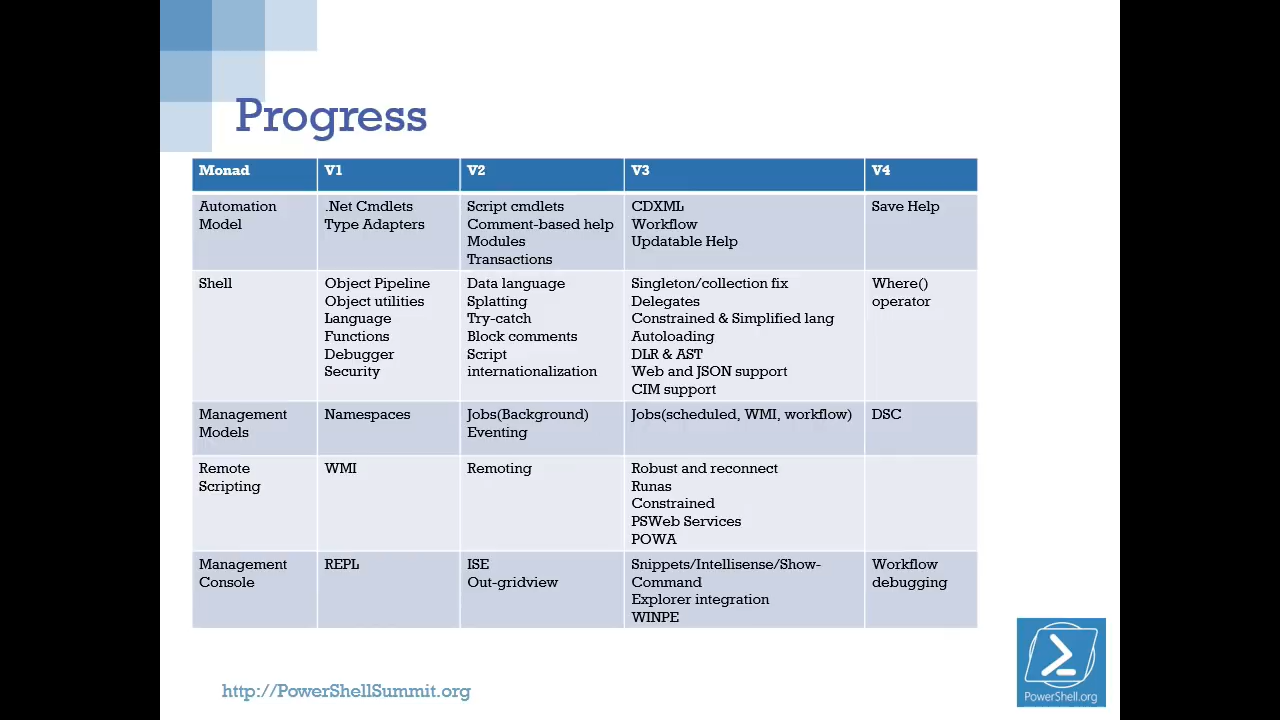 Progress
Monad
V1
V2
V3
V4
Automation
Model
.Net Cmdlets
Type Adapters
Script cmdlets
Comment-based help
Modules
Transactions
CDXML
Workflow
Updatable Help
Save Help
Shell
Object Pipeline
Object utilities
Language
Functions
Debugger
Security
Data language
Splatting
Try-catch
Block comments
Script
internationalization
Singleton/collection fix
Delegates
Constrained & Simplified lang
Autoloading
DLR & AST
Web and JSON support
CIM support
Where()
operator
Management
Models
Namespaces
Jobs(Background)
Eventing
Jobs(scheduled, WMI, workflow)
DSC
Remote
Scripting
WMI
Remoting
Robust and reconnect
Runas
Constrained
PSWeb Services
POWA
Management
Console
REPL
ISE
Out-gridview
Snippets/Intellisense/Show-
Command
Explorer integration
WINPE
Workflow
debugging
http://PowerShellSummit.org
PowerShell.org